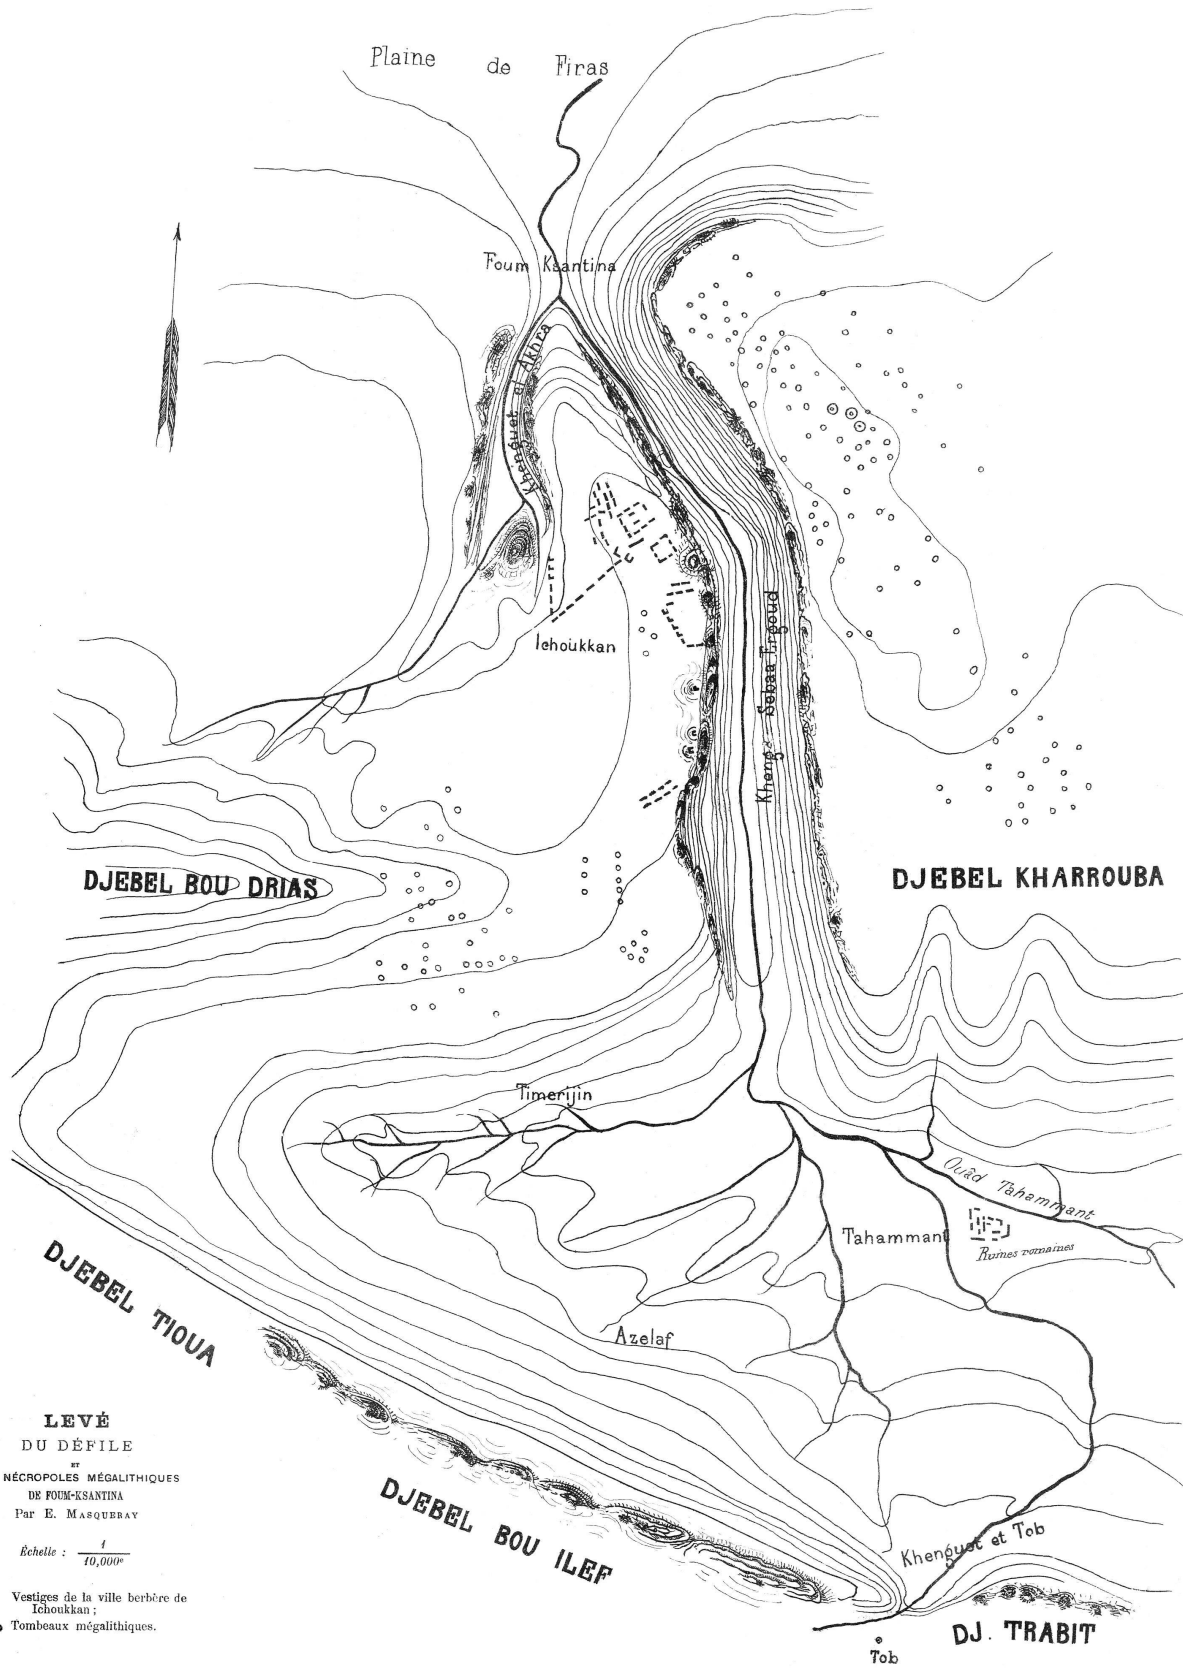 Plaine de Firas
Foum Ksantina
Khenguet el Akhra
Ichoukkan
Kheng. Sebaa Ergoud
DJEBEL BOU DRIAS
DJEBEL KHARROUBA
Timerijin
Ouâd Tahammant
Tahammant
Ruines romaines
DJEBEL TIOUA
Azelaf
DJEBEL BOU ILEF
Khenguet et Tob
DJ. TRABIT
Tob
LEVÉ
DU DÉFILE
ET
NÉCROPOLES MÉGALITHIQUES
DE FOUM-KSANTINA
Par E. MASQUERAY
Échelle : 1
10,000e
Vestiges de la ville berbère de
Ichoukkan ;
Tombeaux mégalithiques.